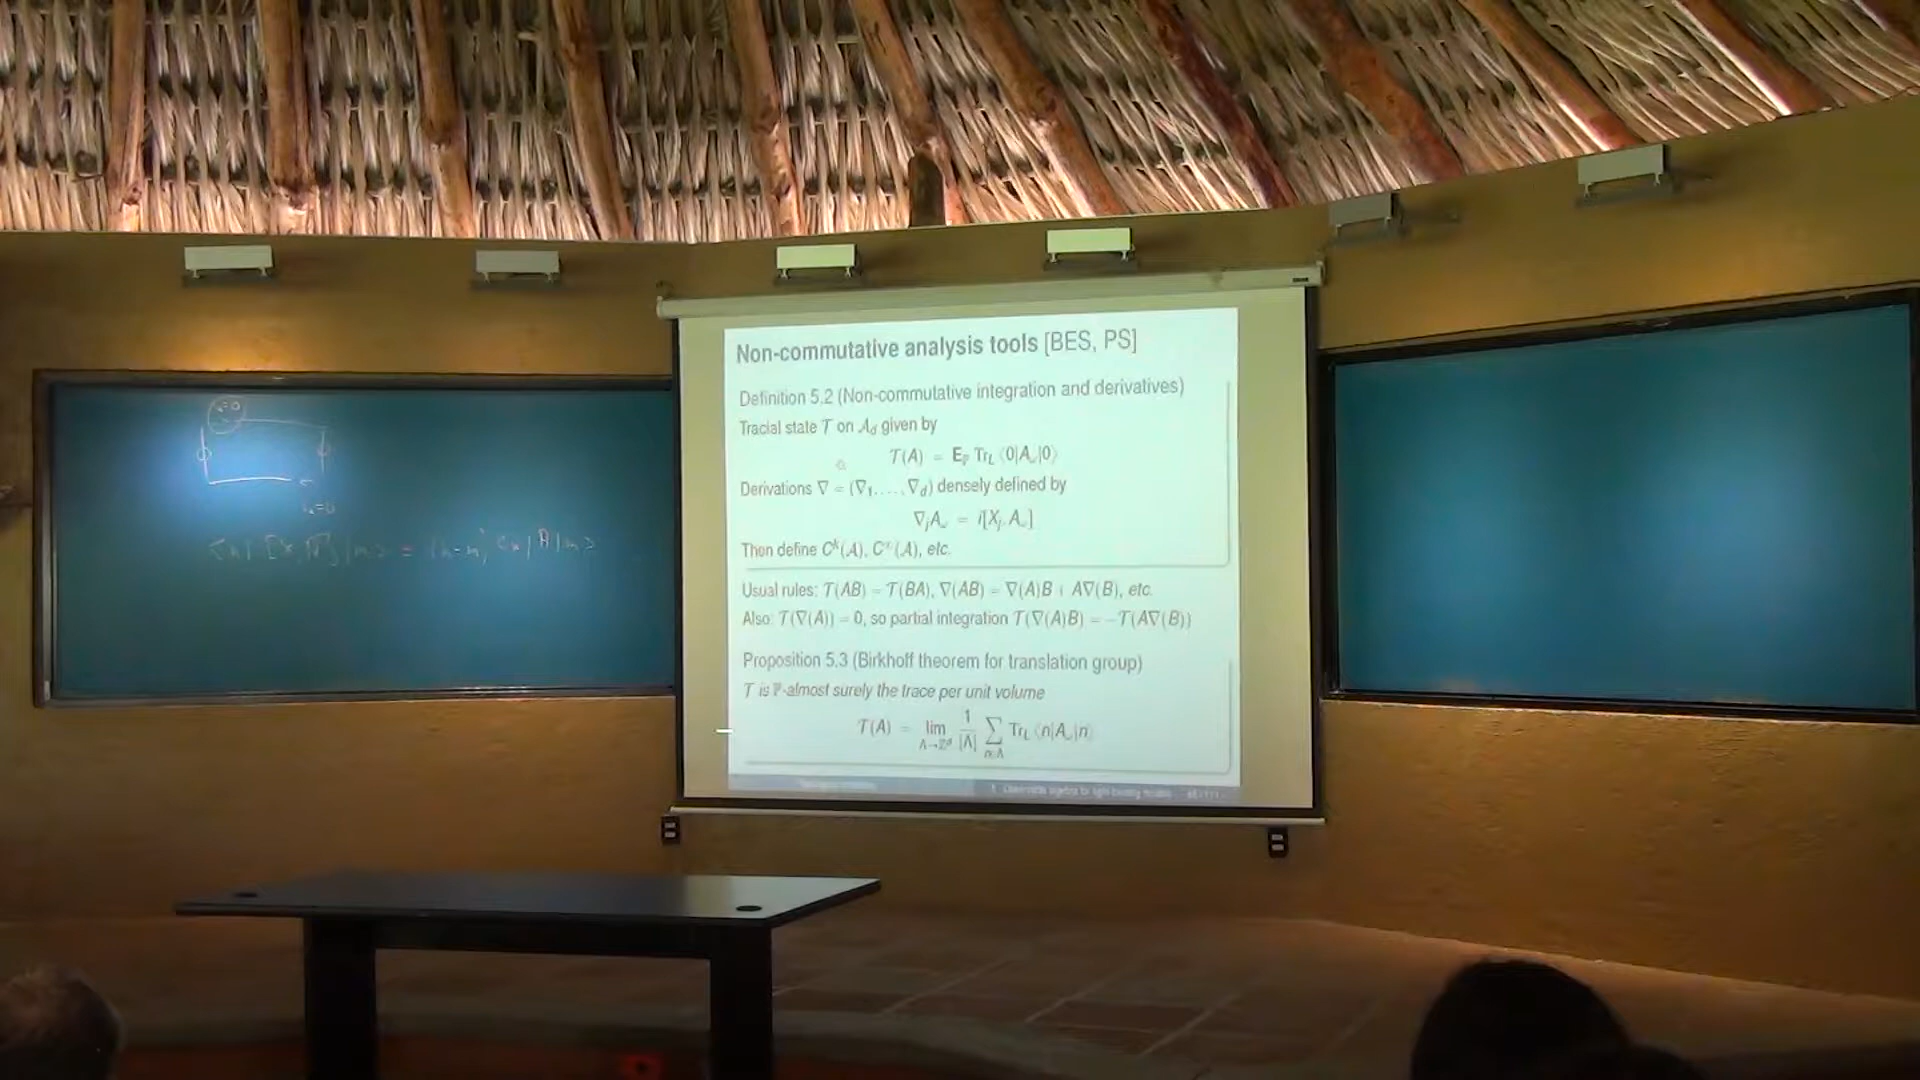 Non-commutative analysis tools [BES, PS]
Definition 5.2 (Non-commutative integration and derivatives)
Tracial state T on A_d given by
T(A) = E_ℙ Tr_L ⟨0|A_ω|0⟩
Derivations ∇ = (∇_1, …, ∇_d) densely defined by
∇_j A_ω = i[X_j, A_ω]
Then define C^k(A), C^∞(A), etc.
Usual rules: T(AB) = T(BA), ∇(AB) = ∇(A)B + A∇(B), etc.
Also: T(∇(A)) = 0, so partial integration T(∇(A)B) = −T(A∇(B))
Proposition 5.3 (Birkhoff theorem for translation group)
T is ℙ-almost surely the trace per unit volume
T(A) = lim_{Λ→ℤ^d} 1/|Λ| ∑_{n∈Λ} Tr_L ⟨n|A_ω|n⟩